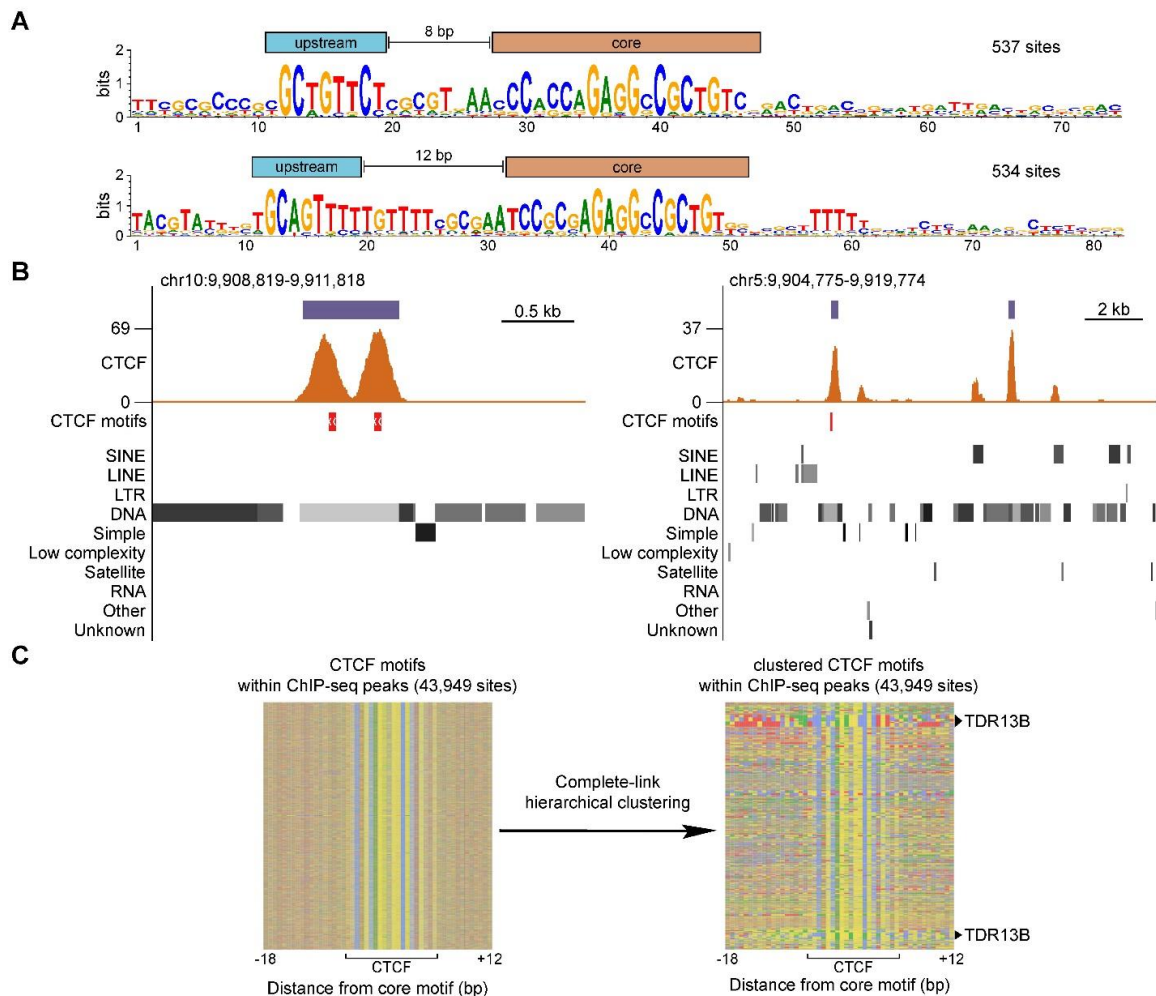 A
upstream
8 bp
core
537 sites
bits
2
1
0
1
10
20
30
40
50
60
70
upstream
12 bp
core
534 sites
bits
2
1
0
1
10
20
30
40
50
60
70
80
B
chr10:9,908,819-9,911,818
0.5 kb
69
CTCF
0
CTCF motifs
SINE
LINE
LTR
DNA
Simple
Low complexity
Satellite
RNA
Other
Unknown
chr5:9,904,775-9,919,774
2 kb
37
CTCF
0
CTCF motifs
SINE
LINE
LTR
DNA
Simple
Low complexity
Satellite
RNA
Other
Unknown
C
CTCF motifs
within ChIP-seq peaks (43,949 sites)
-18
CTCF
+12
Distance from core motif (bp)
Complete-link
hierarchical clustering
clustered CTCF motifs
within ChIP-seq peaks (43,949 sites)
TDR13B
TDR13B
-18
CTCF
+12
Distance from core motif (bp)